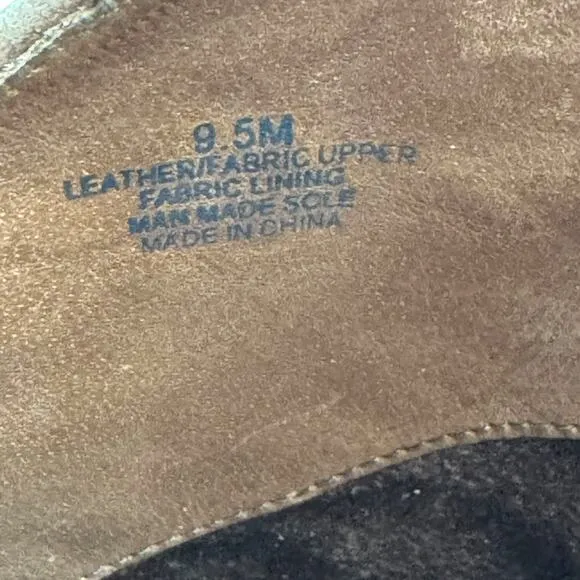 9.5M
LEATHER/FABRIC UPPER
FABRIC LINING
MAN MADE SOLE
MADE IN CHINA